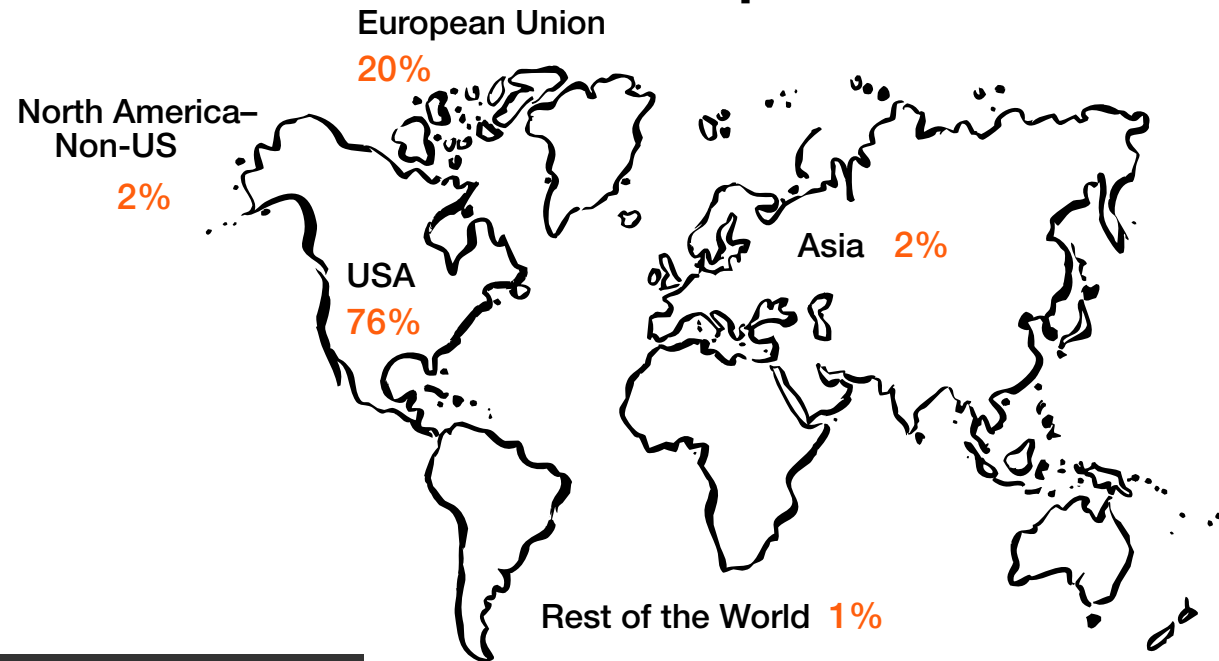 European Union
20%
North America–
Non-US
2%
USA
76%
Asia 2%
Rest of the World 1%